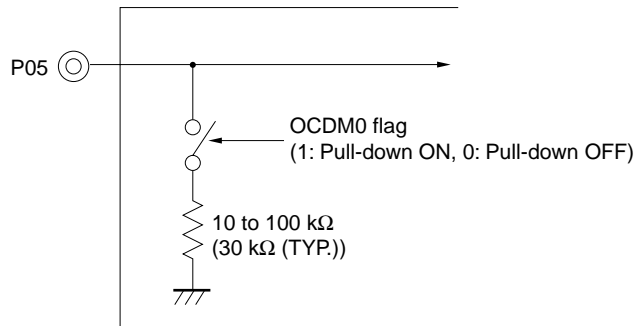 P05
OCDM0 flag
(1: Pull-down ON, 0: Pull-down OFF)
10 to 100 kΩ
(30 kΩ (TYP.))